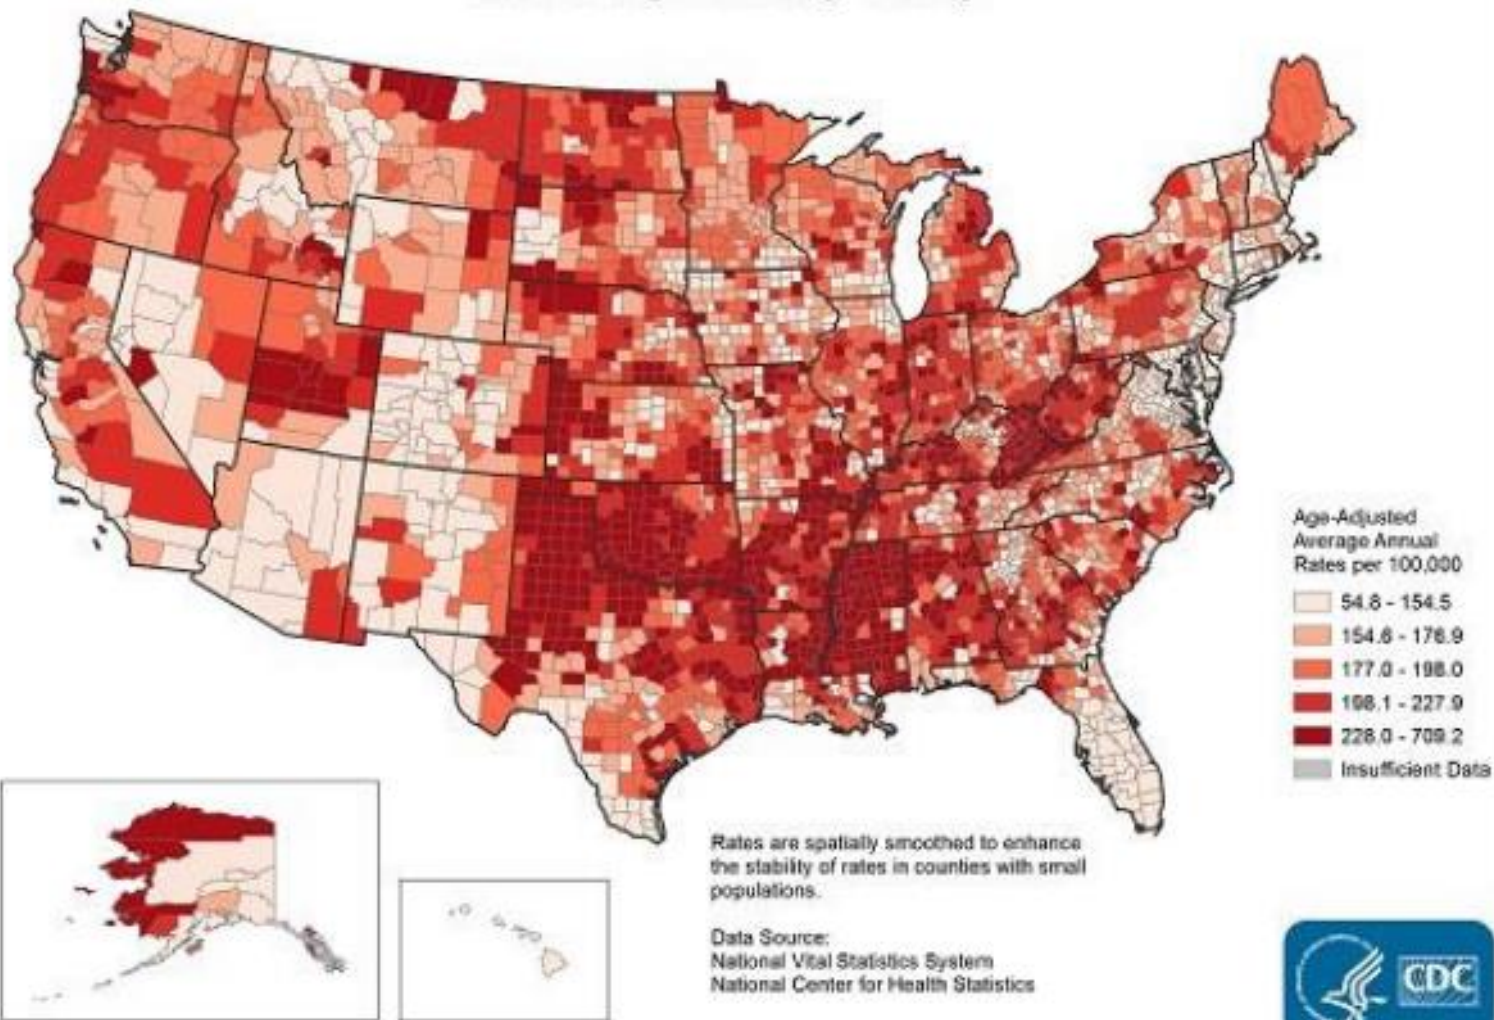 Age-Adjusted
Average Annual
Rates per 100,000
54.8 - 154.5
154.6 - 176.9
177.0 - 198.0
198.1 - 227.9
228.0 - 709.2
Insufficient Data
Rates are spatially smoothed to enhance
the stability of rates in counties with small
populations.
Data Source:
National Vital Statistics System
National Center for Health Statistics
CDC